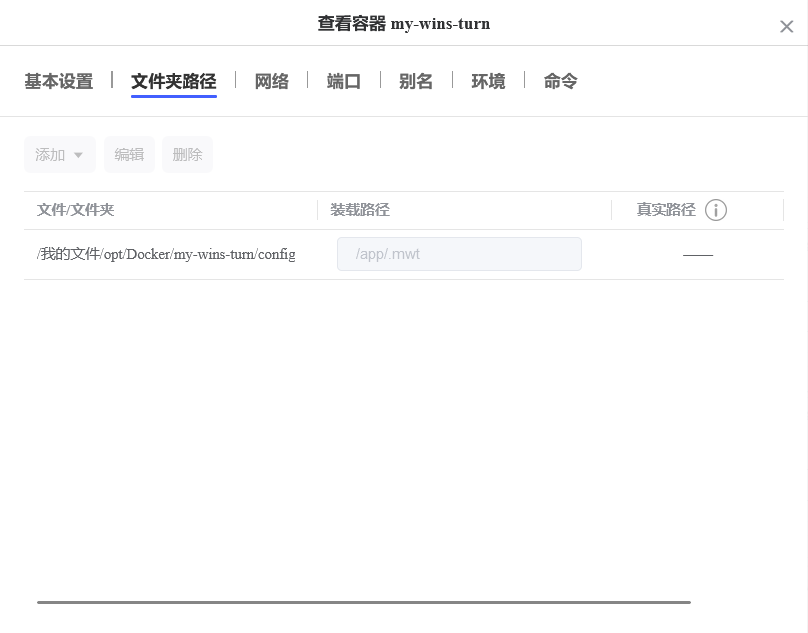 查看容器 my-wins-turn
基本设置 文件夹路径 网络 端口 别名 环境 命令
添加 编辑 删除
文件/文件夹 装载路径 真实路径
/我的文件/opt/Docker/my-wins-turn/config /app/.mwt ——